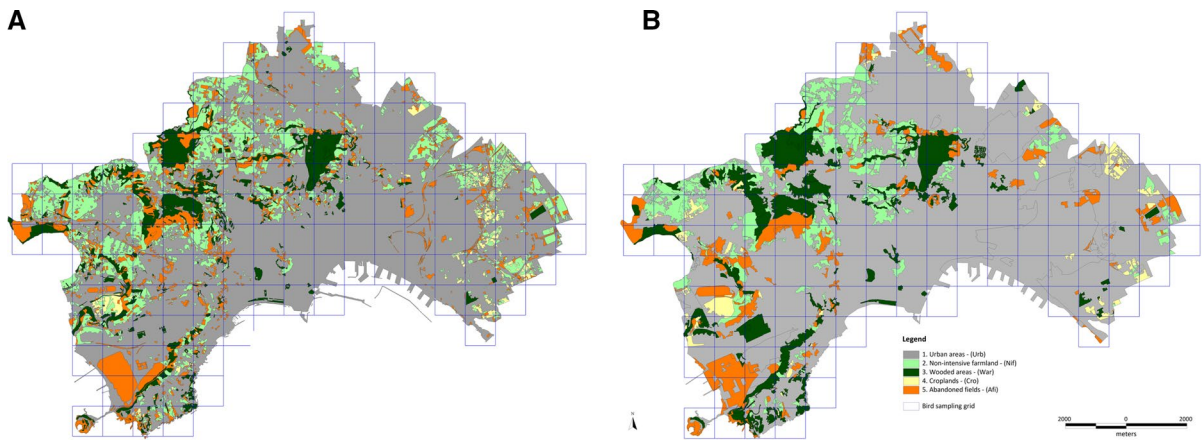 A
B
Legend
1. Urban areas - (Urb)
2. Non-intensive farmland - (Nif)
3. Wooded areas - (War)
4. Croplands - (Cro)
5. Abandoned fields - (Afi)
Bird sampling grid
N
2000 0 2000
meters